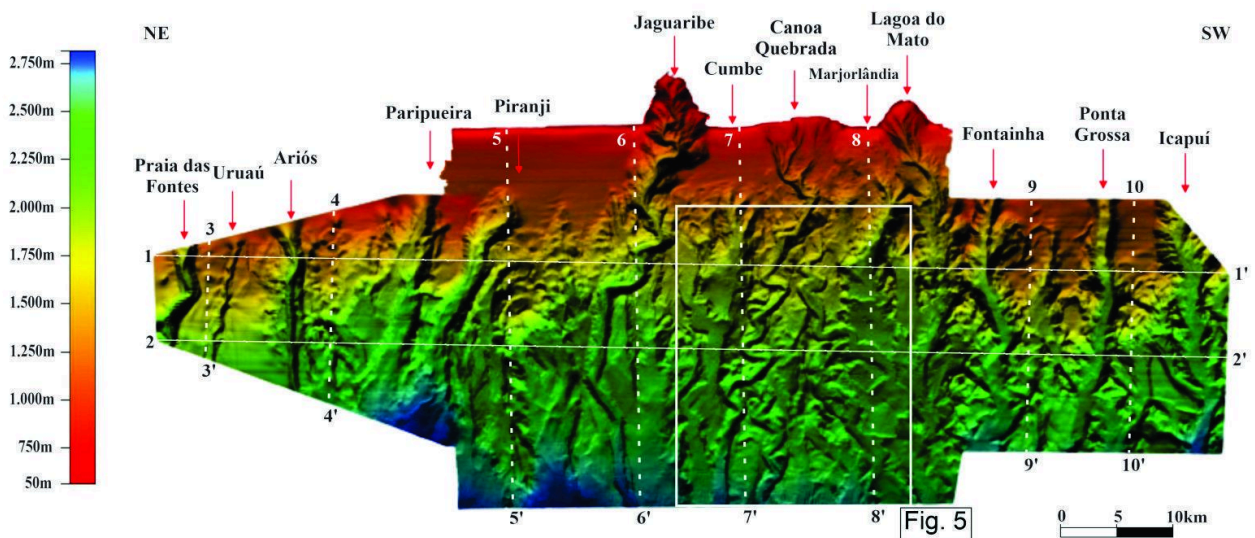 NE
SW
2.750m
2.500m
2.000m
1.750m
1.500m
1.250m
1.000m
750m
50m
Praia das
Fontes
Uruaú
Ariós
Paripueira
Piranji
Jaguaribe
Cumbe
Canoa
Quebrada
Marjorlândia
Lagoa do
Mato
Fontainha
Ponta
Grossa
Icapuí
1
1'
2
2'
3
3'
4
4'
5
5'
6
6'
7
7'
8
8'
9
9'
10
10'
Fig. 5
0 5 10km